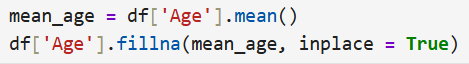 mean_age = df['Age'].mean()
df['Age'].fillna(mean_age, inplace = True)